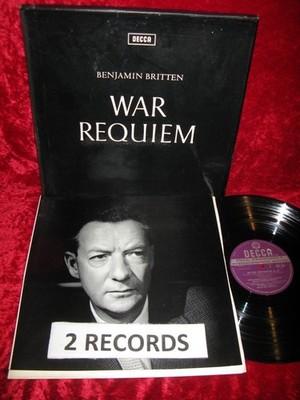 DECCA
BENJAMIN BRITTEN
WAR
REQUIEM
2 RECORDS
DECCA